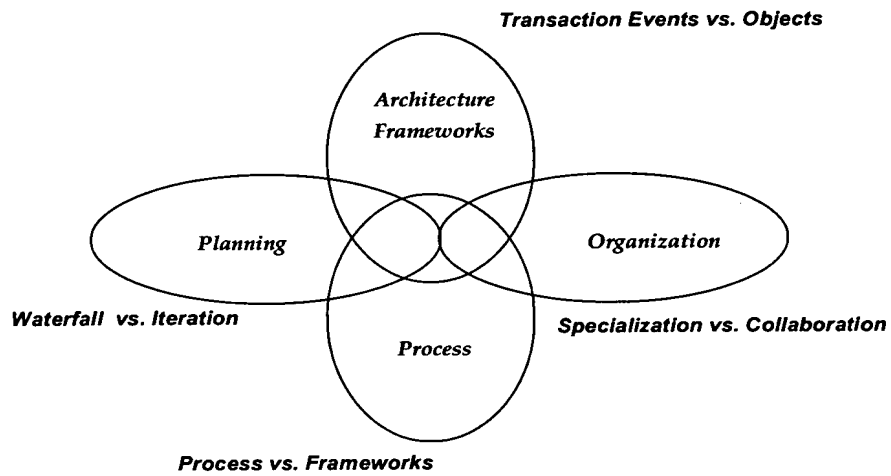 Transaction Events vs. Objects
Architecture
Frameworks
Planning
Organization
Waterfall vs. Iteration
Specialization vs. Collaboration
Process
Process vs. Frameworks